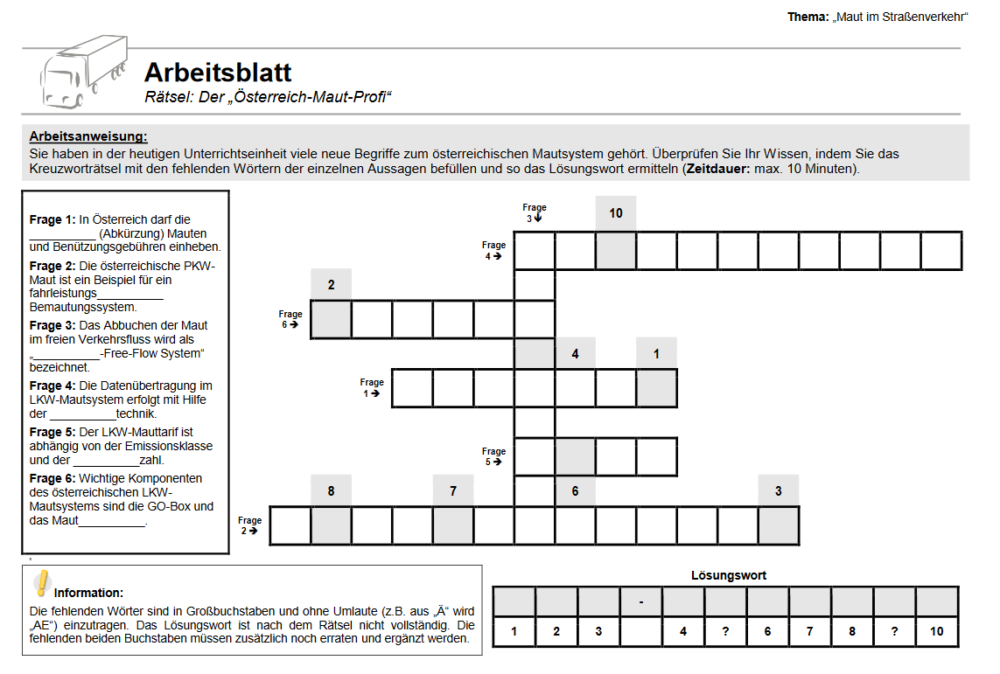 Thema: „Maut im Straßenverkehr“
Arbeitsblatt
Rätsel: Der „Österreich-Maut-Profi“
Arbeitsanweisung:
Sie haben in der heutigen Unterrichtseinheit viele neue Begriffe zum österreichischen Mautsystem gehört. Überprüfen Sie Ihr Wissen, indem Sie das
Kreuzworträtsel mit den fehlenden Wörtern der einzelnen Aussagen befüllen und so das Lösungswort ermitteln (Zeitdauer: max. 10 Minuten).
Frage 1: In Österreich darf die
__________ (Abkürzung) Mauten
und Benützungsgebühren einheben.
Frage 2: Die österreichische PKW-
Maut ist ein Beispiel für ein
fahrleistungs__________
Bemautungssystem.
Frage 3: Das Abbuchen der Maut
im freien Verkehrsfluss wird als
„__________-Free-Flow System“
bezeichnet.
Frage 4: Die Datenübertragung im
LKW-Mautsystem erfolgt mit Hilfe
der __________technik.
Frage 5: Der LKW-Mauttarif ist
abhängig von der Emissionsklasse
und der __________zahl.
Frage 6: Wichtige Komponenten
des österreichischen LKW-
Mautsystems sind die GO-Box und
das Maut__________.
Frage
3 🡳
10
Frage
4 🡲
2
Frage
6 🡲
4 1
Frage
1 🡲
Frage
5 🡲
8 7 6 3
Frage
2 🡲
Information:
Die fehlenden Wörter sind in Großbuchstaben und ohne Umlaute (z.B. aus „Ä“ wird
„AE“) einzutragen. Das Lösungswort ist nach dem Rätsel nicht vollständig. Die
fehlenden beiden Buchstaben müssen zusätzlich noch erraten und ergänzt werden.
Lösungswort
-
1 2 3 4 ? 6 7 8 ? 10